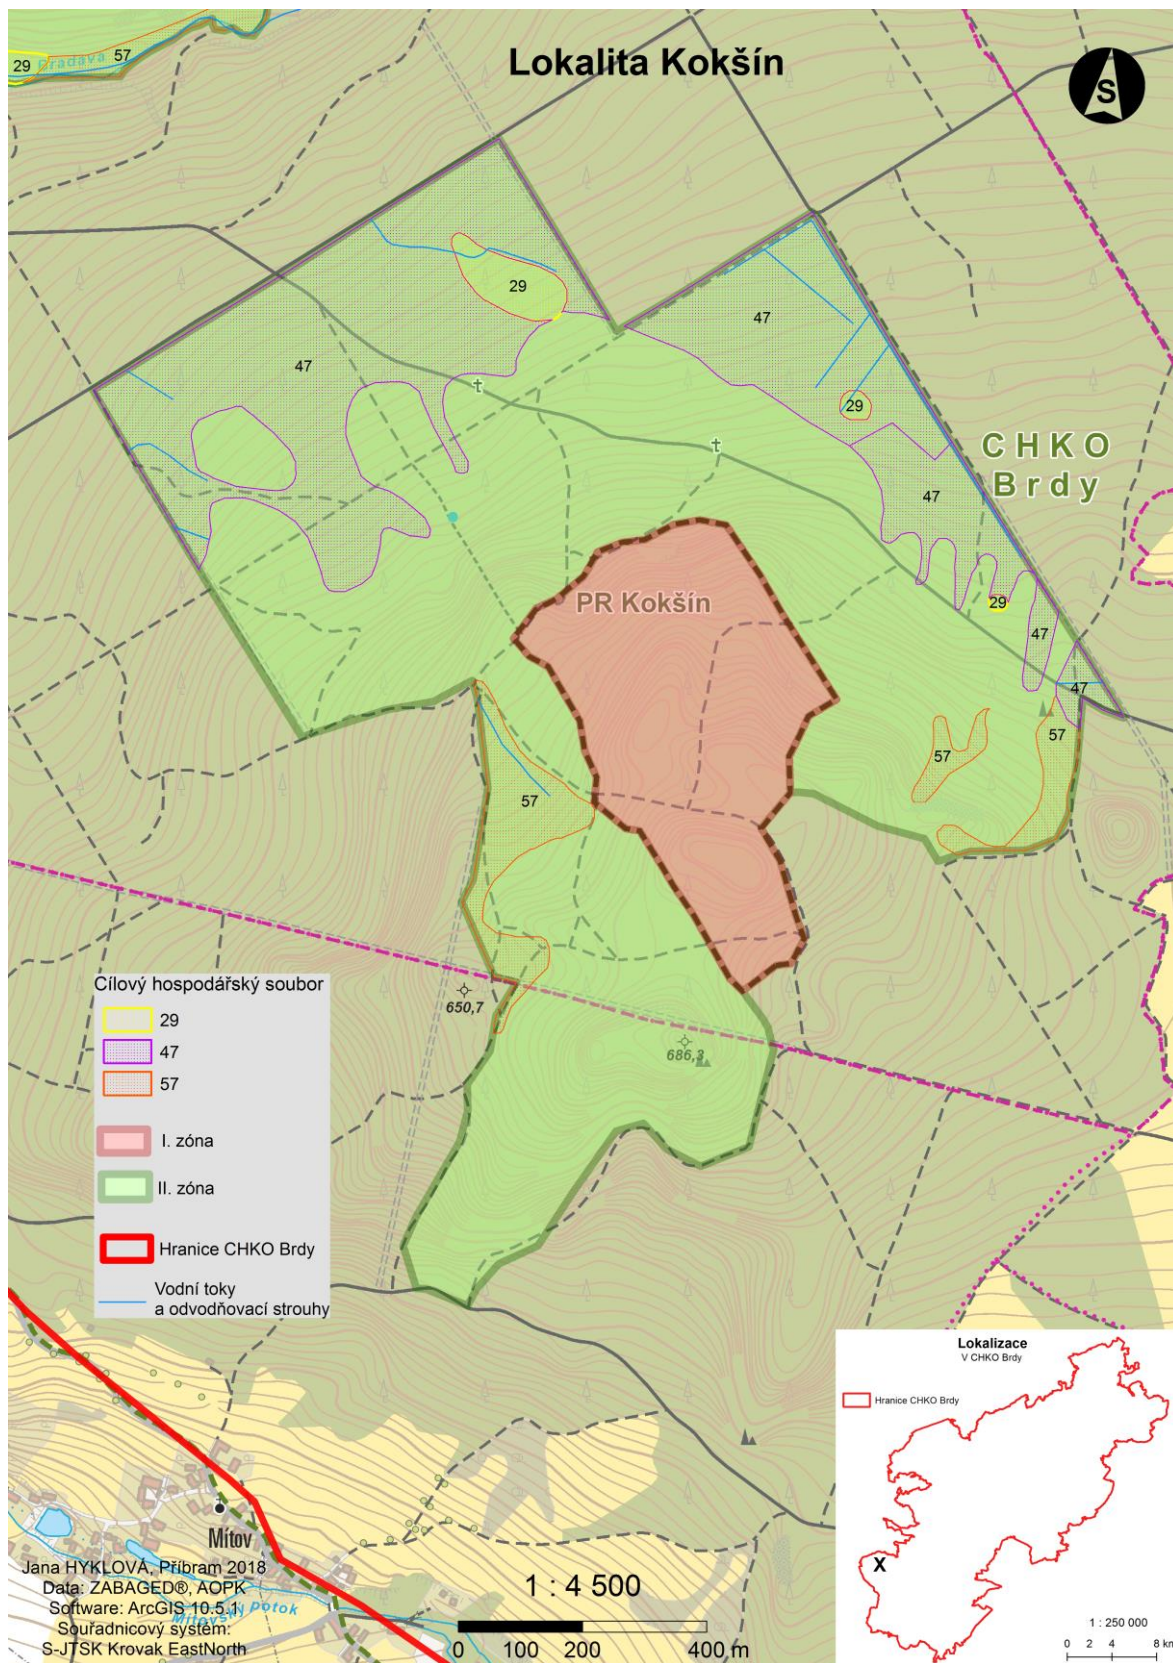 Lokalita Kokšín
S
29
Bradava
57
29
47
47
29
CHKO
Brdy
47
PR Kokšín
29
47
47
57
57
57
650,7
686,3
Cílový hospodářský soubor
29
47
57
I. zóna
II. zóna
Hranice CHKO Brdy
Vodní toky
a odvodňovací strouhy
Mítov
Mítovský potok
Jana HYKLOVÁ, Příbram 2018
Data: ZABAGED®, AOPK
Software: ArcGIS 10.5.1
Souřadnicový systém:
S-JTSK Krovak EastNorth
1 : 4 500
0 100 200 400 m
Lokalizace
V CHKO Brdy
Hranice CHKO Brdy
X
1 : 250 000
0 2 4 8 km